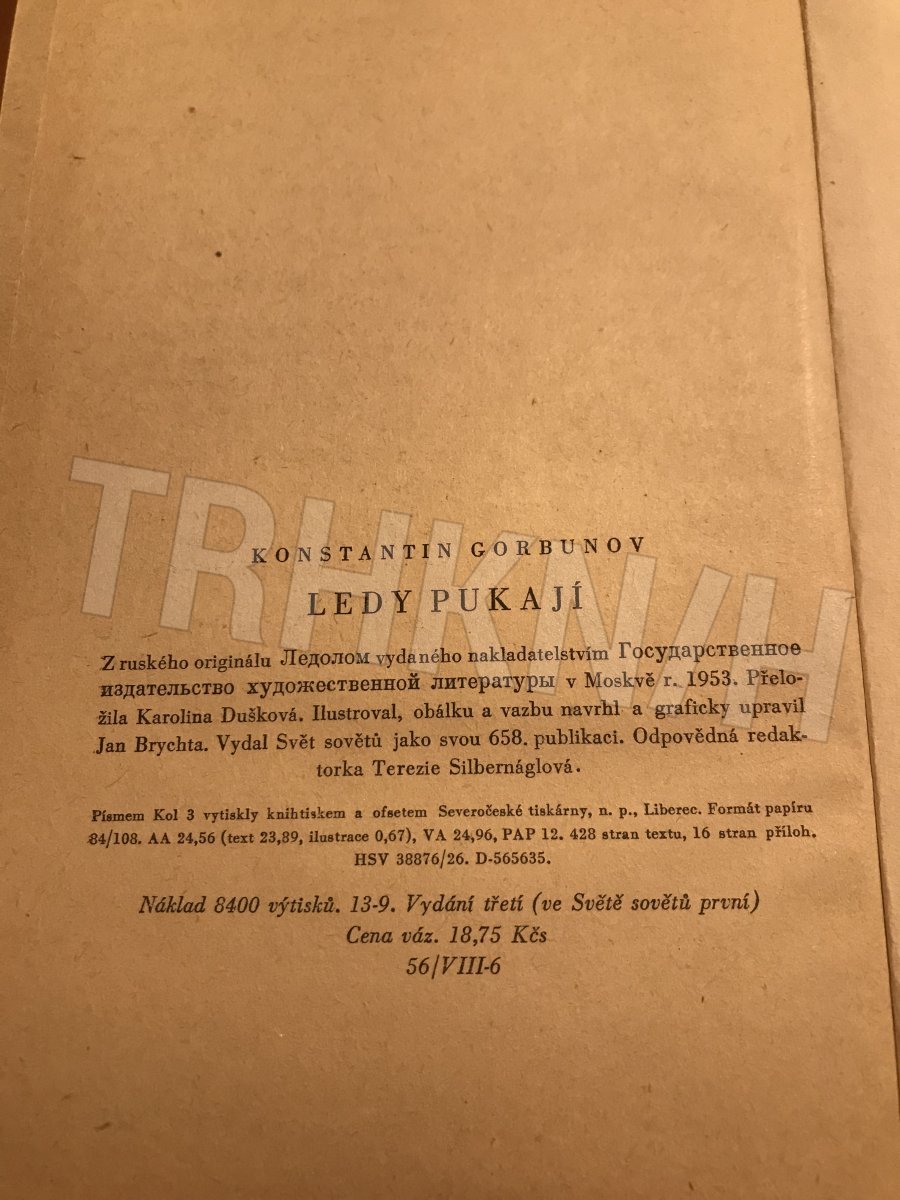 KONSTANTIN GORBUNOV
LEDY PUKAJÍ
Z ruského originálu Ледолом vydaného nakladatelstvím Государственное
издательство художественной литературы v Moskvě r. 1953. Přelo-
žila Karolina Dušková. Ilustroval, obálku a vazbu navrhl a graficky upravil
Jan Brychta. Vydal Svět sovětů jako svou 658. publikaci. Odpovědná redak-
torka Terezie Silbernáglová.
Písmem Kol 3 vytiskly knihtiskem a ofsetem Severočeské tiskárny, n. p., Liberec. Formát papíru
84/108. AA 24,56 (text 23,89, ilustrace 0,67), VA 24,96, PAP 12. 428 stran textu, 16 stran příloh.
HSV 38876/26. D-565635.
Náklad 8400 výtisků. 13-9. Vydání třetí (ve Světě sovětů první)
Cena váz. 18,75 Kčs
56/VIII-6
TRHKNIH